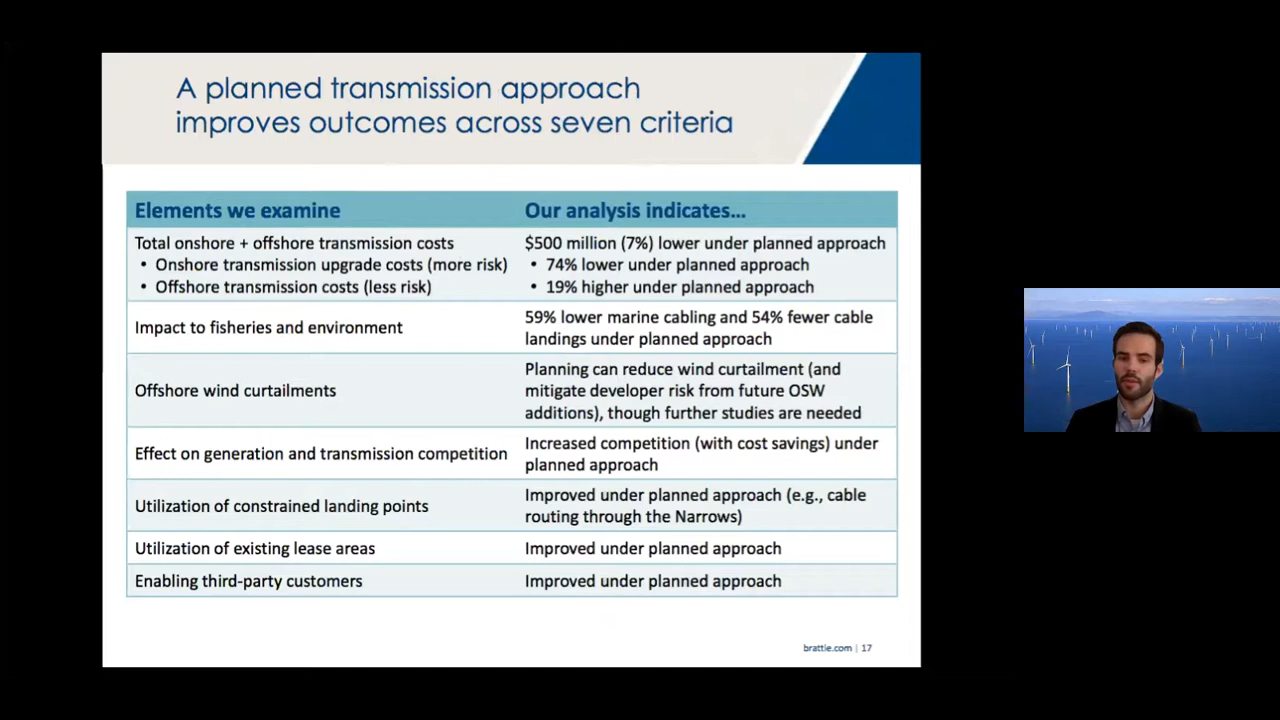 A planned transmission approach
improves outcomes across seven criteria
Elements we examine
Our analysis indicates...
Total onshore + offshore transmission costs
• Onshore transmission upgrade costs (more risk)
• Offshore transmission costs (less risk)
$500 million (7%) lower under planned approach
• 74% lower under planned approach
• 19% higher under planned approach
Impact to fisheries and environment
59% lower marine cabling and 54% fewer cable
landings under planned approach
Offshore wind curtailments
Planning can reduce wind curtailment (and
mitigate developer risk from future OSW
additions), though further studies are needed
Effect on generation and transmission competition
Increased competition (with cost savings) under
planned approach
Utilization of constrained landing points
Improved under planned approach (e.g., cable
routing through the Narrows)
Utilization of existing lease areas
Improved under planned approach
Enabling third-party customers
Improved under planned approach
brattle.com | 17